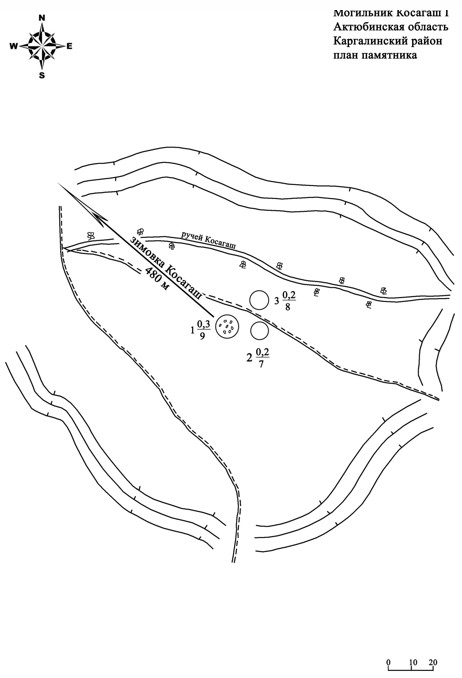 Могильник Косагаш I
Актюбинская область
Каргалинский район
план памятника
N
W E
S
ручей Косагаш
зимовка Косагаш
480 м
3 0,2
8
1 0,3
9
2 0,2
7
0 10 20